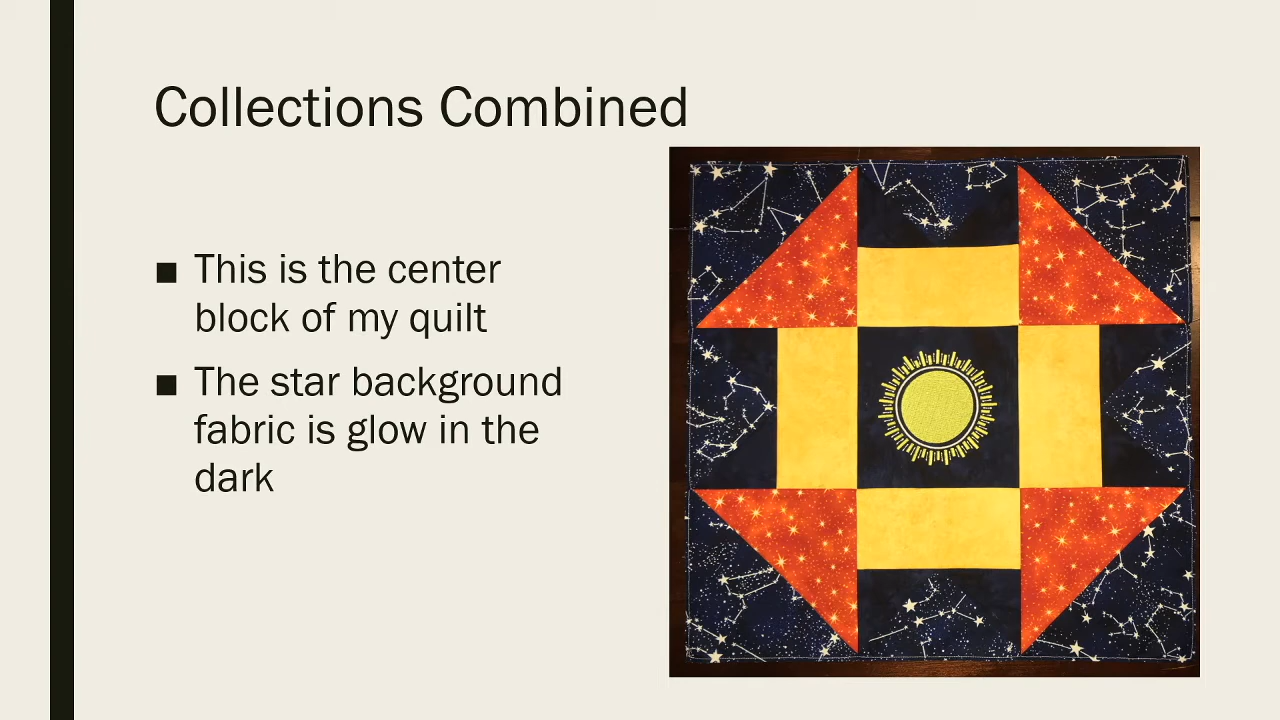 Collections Combined
■ This is the center
block of my quilt
■ The star background
fabric is glow in the
dark